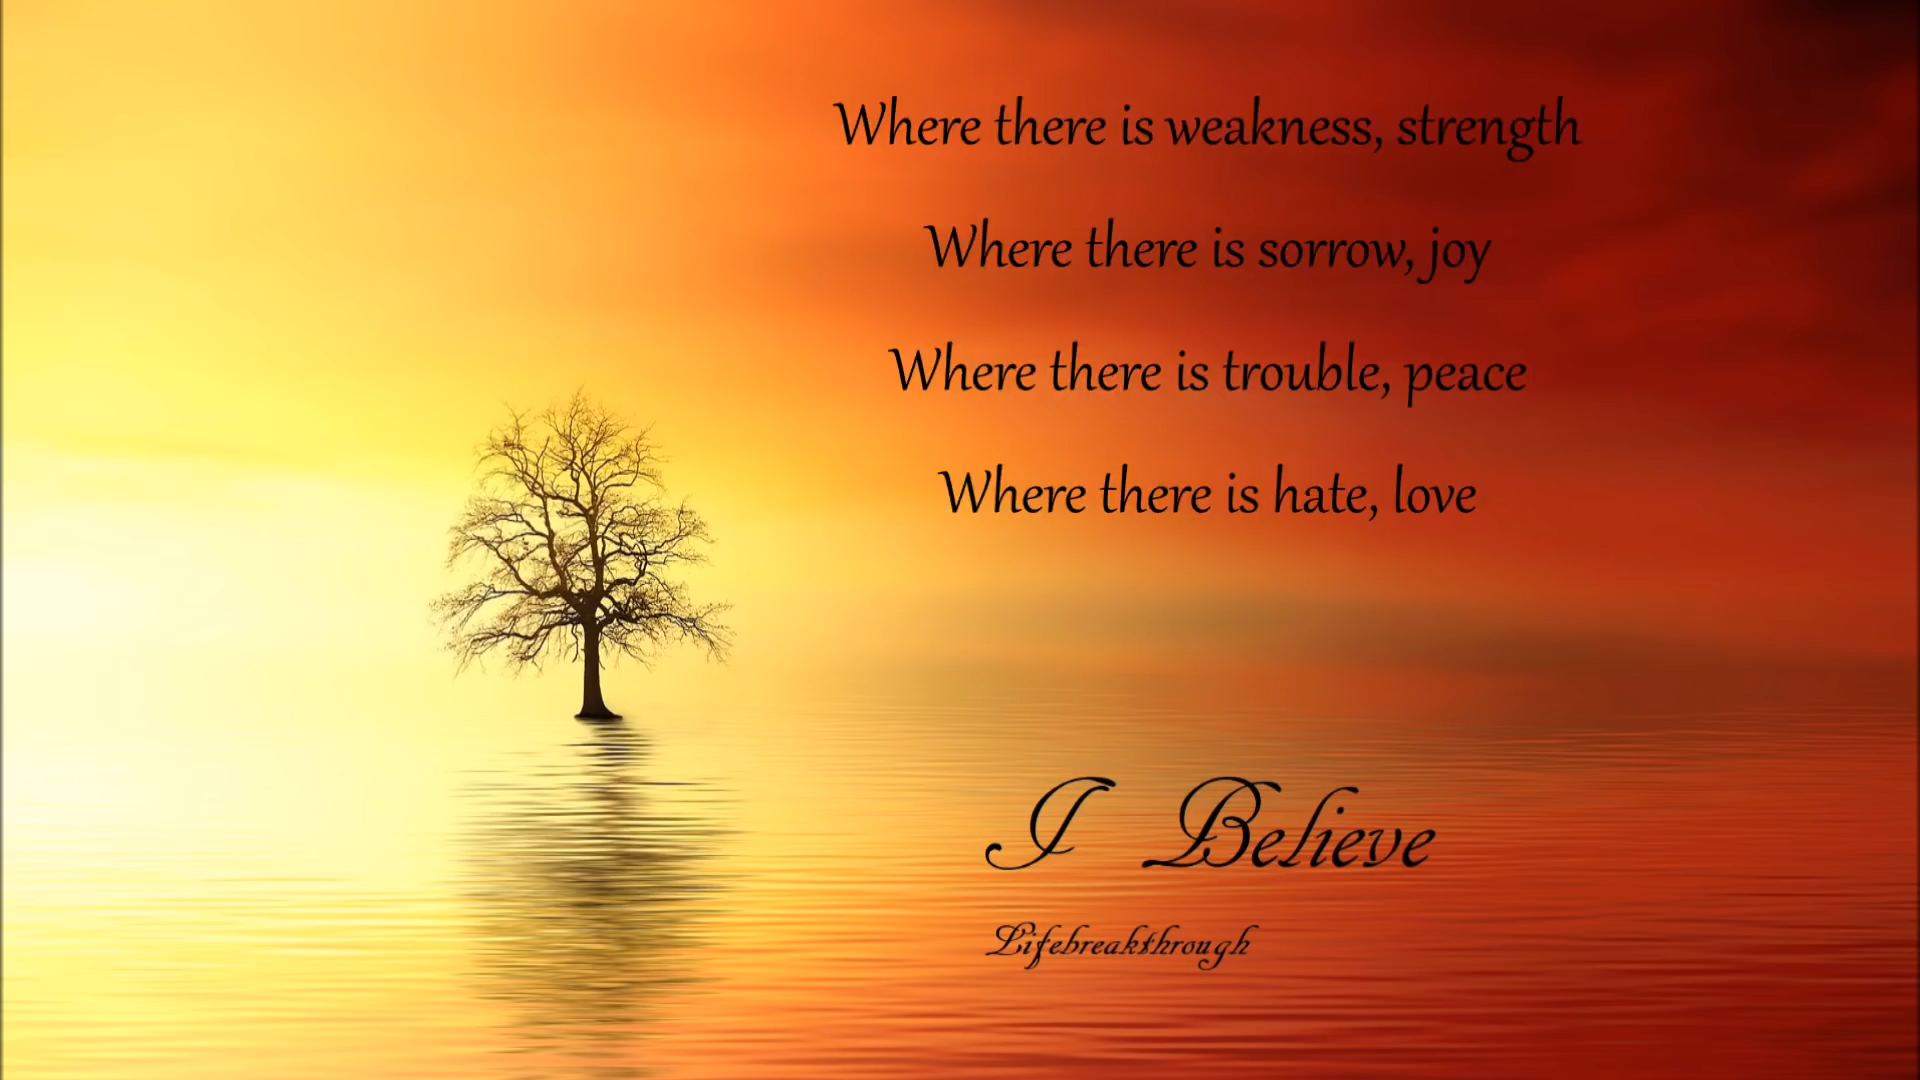 Where there is weakness, strength
Where there is sorrow, joy
Where there is trouble, peace
Where there is hate, love
I Believe
Lifebreakthrough